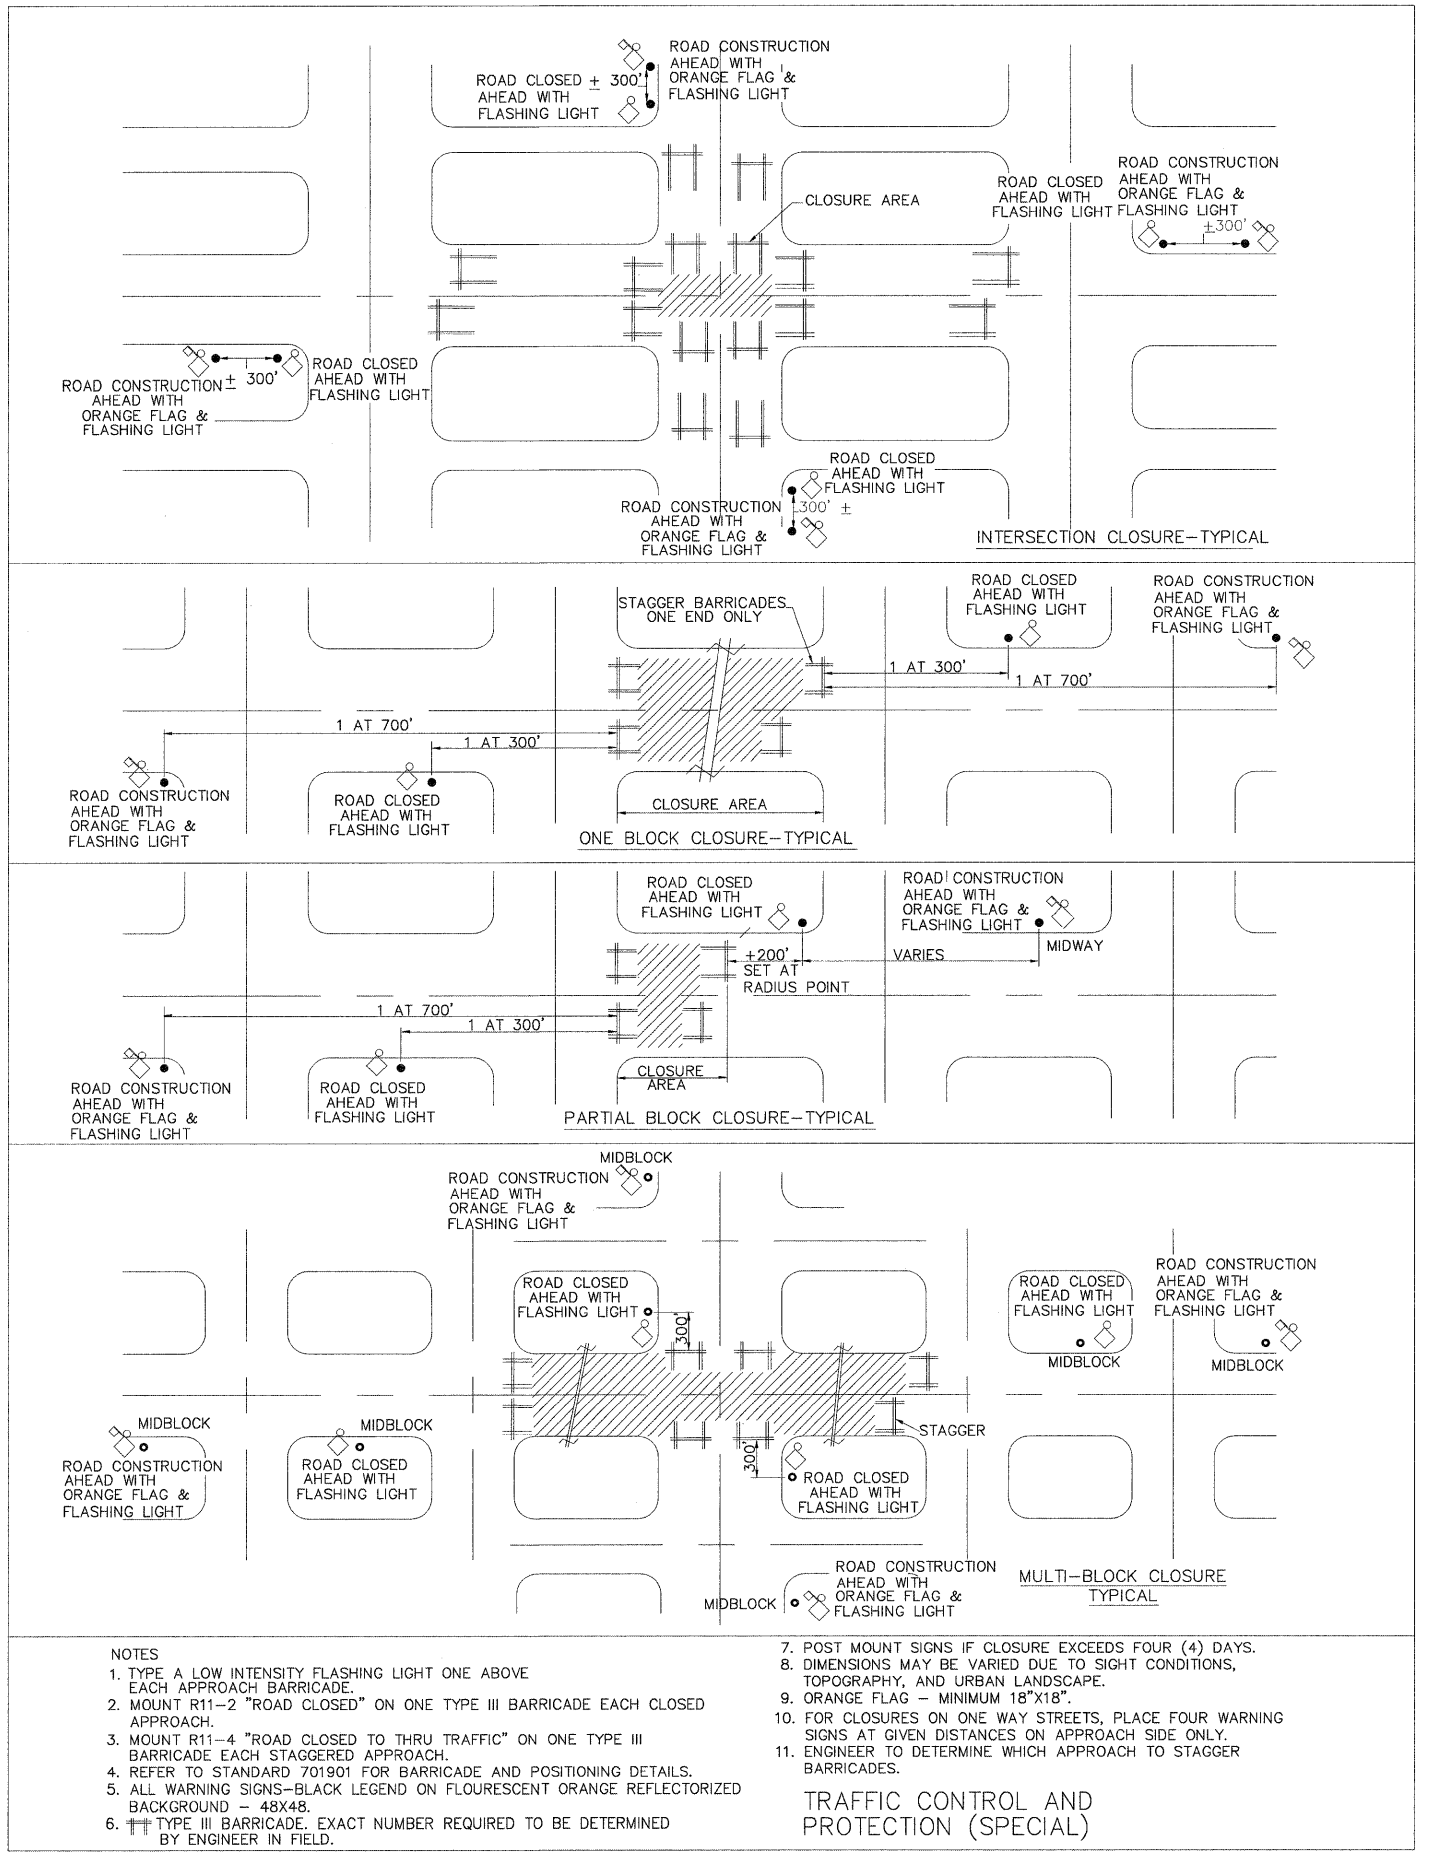 ROAD CONSTRUCTION
AHEAD WITH
ORANGE FLAG &
FLASHING LIGHT
ROAD CLOSED
AHEAD WITH
FLASHING LIGHT
± 300'
CLOSURE AREA
ROAD CLOSED
AHEAD WITH
FLASHING LIGHT
ROAD CONSTRUCTION
AHEAD WITH
ORANGE FLAG &
FLASHING LIGHT
±300'
± 300'
ROAD CLOSED
AHEAD WITH
FLASHING LIGHT
ROAD CONSTRUCTION
AHEAD WITH
ORANGE FLAG &
FLASHING LIGHT
ROAD CLOSED
AHEAD WITH
FLASHING LIGHT
300' ±
ROAD CONSTRUCTION
AHEAD WITH
ORANGE FLAG &
FLASHING LIGHT
INTERSECTION CLOSURE-TYPICAL
STAGGER BARRICADES
ONE END ONLY
ROAD CLOSED
AHEAD WITH
FLASHING LIGHT
ROAD CONSTRUCTION
AHEAD WITH
ORANGE FLAG &
FLASHING LIGHT
1 AT 300'
1 AT 700'
1 AT 700'
1 AT 300'
ROAD CONSTRUCTION
AHEAD WITH
ORANGE FLAG &
FLASHING LIGHT
ROAD CLOSED
AHEAD WITH
FLASHING LIGHT
CLOSURE AREA
ONE BLOCK CLOSURE-TYPICAL
ROAD CLOSED
AHEAD WITH
FLASHING LIGHT
ROAD CONSTRUCTION
AHEAD WITH
ORANGE FLAG &
FLASHING LIGHT
MIDWAY
±200'
SET AT
RADIUS POINT
VARIES
1 AT 700'
1 AT 300'
ROAD CONSTRUCTION
AHEAD WITH
ORANGE FLAG &
FLASHING LIGHT
ROAD CLOSED
AHEAD WITH
FLASHING LIGHT
CLOSURE
AREA
PARTIAL BLOCK CLOSURE-TYPICAL
MIDBLOCK
ROAD CONSTRUCTION
AHEAD WITH
ORANGE FLAG &
FLASHING LIGHT
ROAD CLOSED
AHEAD WITH
FLASHING LIGHT
300'
ROAD CLOSED
AHEAD WITH
FLASHING LIGHT
MIDBLOCK
ROAD CONSTRUCTION
AHEAD WITH
ORANGE FLAG &
FLASHING LIGHT
MIDBLOCK
MIDBLOCK
ROAD CONSTRUCTION
AHEAD WITH
ORANGE FLAG &
FLASHING LIGHT
MIDBLOCK
ROAD CLOSED
AHEAD WITH
FLASHING LIGHT
STAGGER
300'
ROAD CLOSED
AHEAD WITH
FLASHING LIGHT
MIDBLOCK
ROAD CONSTRUCTION
AHEAD WITH
ORANGE FLAG &
FLASHING LIGHT
MULTI-BLOCK CLOSURE
TYPICAL
NOTES
1. TYPE A LOW INTENSITY FLASHING LIGHT ONE ABOVE
EACH APPROACH BARRICADE.
2. MOUNT R11-2 "ROAD CLOSED" ON ONE TYPE III BARRICADE EACH CLOSED
APPROACH.
3. MOUNT R11-4 "ROAD CLOSED TO THRU TRAFFIC" ON ONE TYPE III
BARRICADE EACH STAGGERED APPROACH.
4. REFER TO STANDARD 701901 FOR BARRICADE AND POSITIONING DETAILS.
5. ALL WARNING SIGNS-BLACK LEGEND ON FLOURESCENT ORANGE REFLECTORIZED
BACKGROUND - 48X48.
6. TYPE III BARRICADE. EXACT NUMBER REQUIRED TO BE DETERMINED
BY ENGINEER IN FIELD.
7. POST MOUNT SIGNS IF CLOSURE EXCEEDS FOUR (4) DAYS.
8. DIMENSIONS MAY BE VARIED DUE TO SIGHT CONDITIONS,
TOPOGRAPHY, AND URBAN LANDSCAPE.
9. ORANGE FLAG - MINIMUM 18"X18".
10. FOR CLOSURES ON ONE WAY STREETS, PLACE FOUR WARNING
SIGNS AT GIVEN DISTANCES ON APPROACH SIDE ONLY.
11. ENGINEER TO DETERMINE WHICH APPROACH TO STAGGER
BARRICADES.
TRAFFIC CONTROL AND
PROTECTION (SPECIAL)